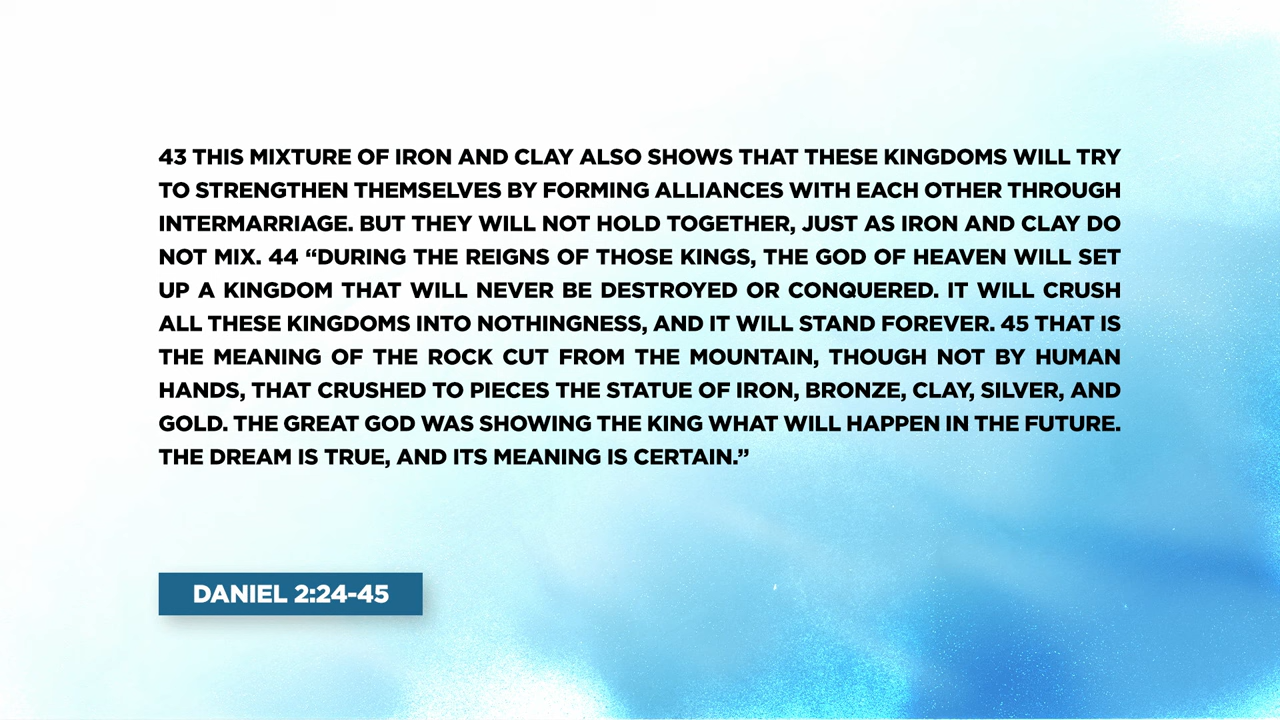 43 THIS MIXTURE OF IRON AND CLAY ALSO SHOWS THAT THESE KINGDOMS WILL TRY
TO STRENGTHEN THEMSELVES BY FORMING ALLIANCES WITH EACH OTHER THROUGH
INTERMARRIAGE. BUT THEY WILL NOT HOLD TOGETHER, JUST AS IRON AND CLAY DO
NOT MIX. 44 “DURING THE REIGNS OF THOSE KINGS, THE GOD OF HEAVEN WILL SET
UP A KINGDOM THAT WILL NEVER BE DESTROYED OR CONQUERED. IT WILL CRUSH
ALL THESE KINGDOMS INTO NOTHINGNESS, AND IT WILL STAND FOREVER. 45 THAT IS
THE MEANING OF THE ROCK CUT FROM THE MOUNTAIN, THOUGH NOT BY HUMAN
HANDS, THAT CRUSHED TO PIECES THE STATUE OF IRON, BRONZE, CLAY, SILVER, AND
GOLD. THE GREAT GOD WAS SHOWING THE KING WHAT WILL HAPPEN IN THE FUTURE.
THE DREAM IS TRUE, AND ITS MEANING IS CERTAIN.”
DANIEL 2:24-45